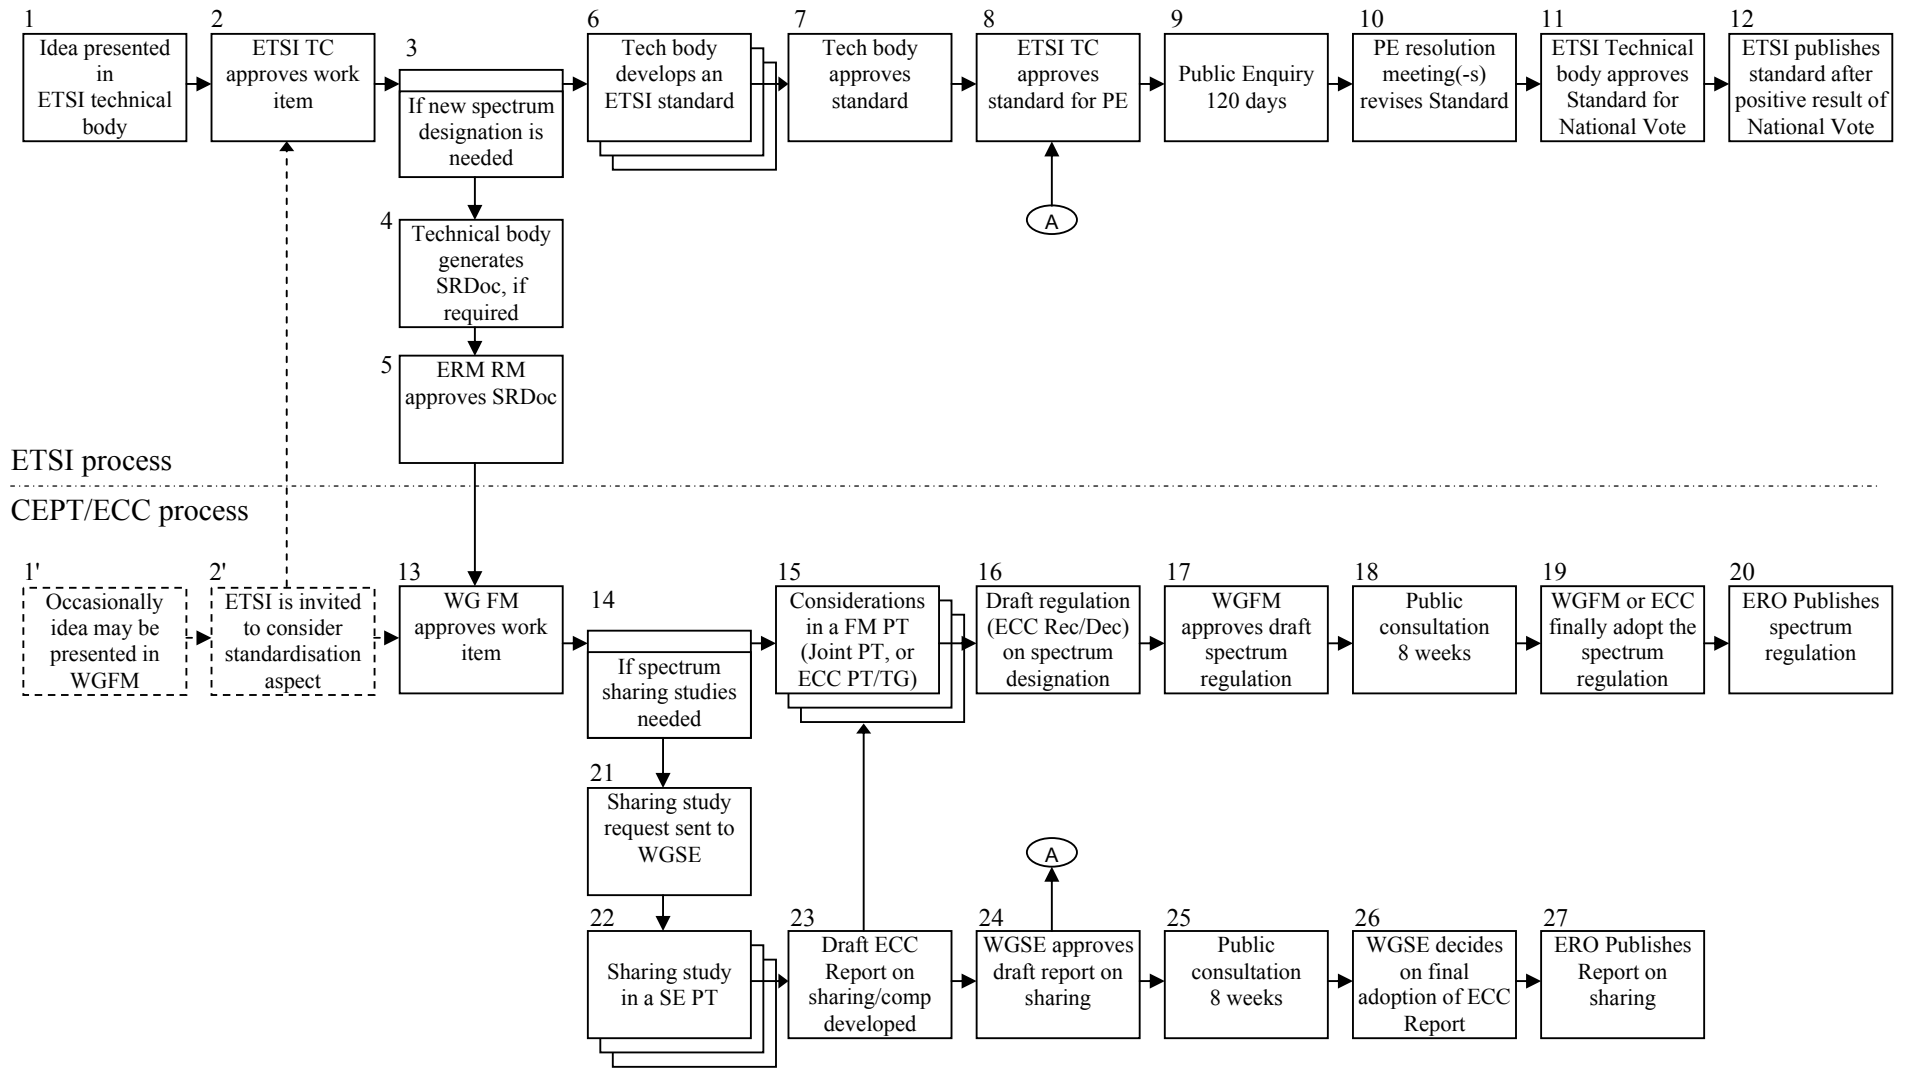 1
Idea presented
in
ETSI technical
body
2
ETSI TC
approves work
item
3
If new spectrum
designation is
needed
4
Technical body
generates
SRDoc, if
required
5
ERM RM
approves SRDoc
6
Tech body
develops an
ETSI standard
7
Tech body
approves
standard
8
ETSI TC
approves
standard for PE
A
9
Public Enquiry
120 days
10
PE resolution
meeting(-s)
revises Standard
11
ETSI Technical
body approves
Standard for
National Vote
12
ETSI publishes
standard after
positive result of
National Vote
ETSI process
CEPT/ECC process
1'
Occasionally
idea may be
presented in
WGFM
2'
ETSI is invited
to consider
standardisation
aspect
13
WG FM
approves work
item
14
If spectrum
sharing studies
needed
15
Considerations
in a FM PT
(Joint PT, or
ECC PT/TG)
16
Draft regulation
(ECC Rec/Dec)
on spectrum
designation
17
WGFM
approves draft
spectrum
regulation
18
Public
consultation
8 weeks
19
WGFM or ECC
finally adopt the
spectrum
regulation
20
ERO Publishes
spectrum
regulation
21
Sharing study
request sent to
WGSE
22
Sharing study
in a SE PT
23
Draft ECC
Report on
sharing/comp
developed
A
24
WGSE approves
draft report on
sharing
25
Public
consultation
8 weeks
26
WGSE decides
on final
adoption of ECC
Report
27
ERO Publishes
Report on
sharing